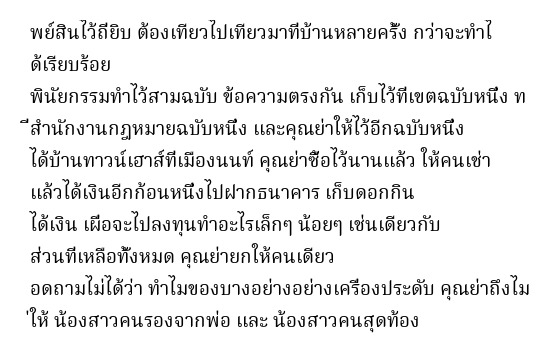 พย์สินไว้ถียิบ ต้องเทียวไปเทียวมาทีบ้านหลายครั้ง กว่าจะทำไ
ด้เรียบร้อย
พินัยกรรมทำไว้สามฉบับ ข้อความตรงกัน เก็บไว้ทีเขตฉบับหนึ่ง ท
ี่สำนักงานกฎหมายฉบับหนึ่ง และคุณย่าให้ไว้อีกฉบับหนึ่ง
ได้บ้านทาวน์เฮาส์ทีเมืองนนท์ คุณย่าซื้อไว้นานแล้ว ให้คนเช่า
แล้วได้เงินอีกก้อนหนึ่งไปฝากธนาคาร เก็บดอกกิน
ได้เงิน เผื่อจะไปลงทุนทำอะไรเล็กๆ น้อยๆ เช่นเดียวกับ
ส่วนทีเหลือทั้งหมด คุณย่ายกให้คนเดียว
อดถามไม่ได้ว่า ทำไมของบางอย่างอย่างเครื่องประดับ คุณย่าถึงไม
่ให้ น้องสาวคนรองจากพ่อ และ น้องสาวคนสุดท้อง